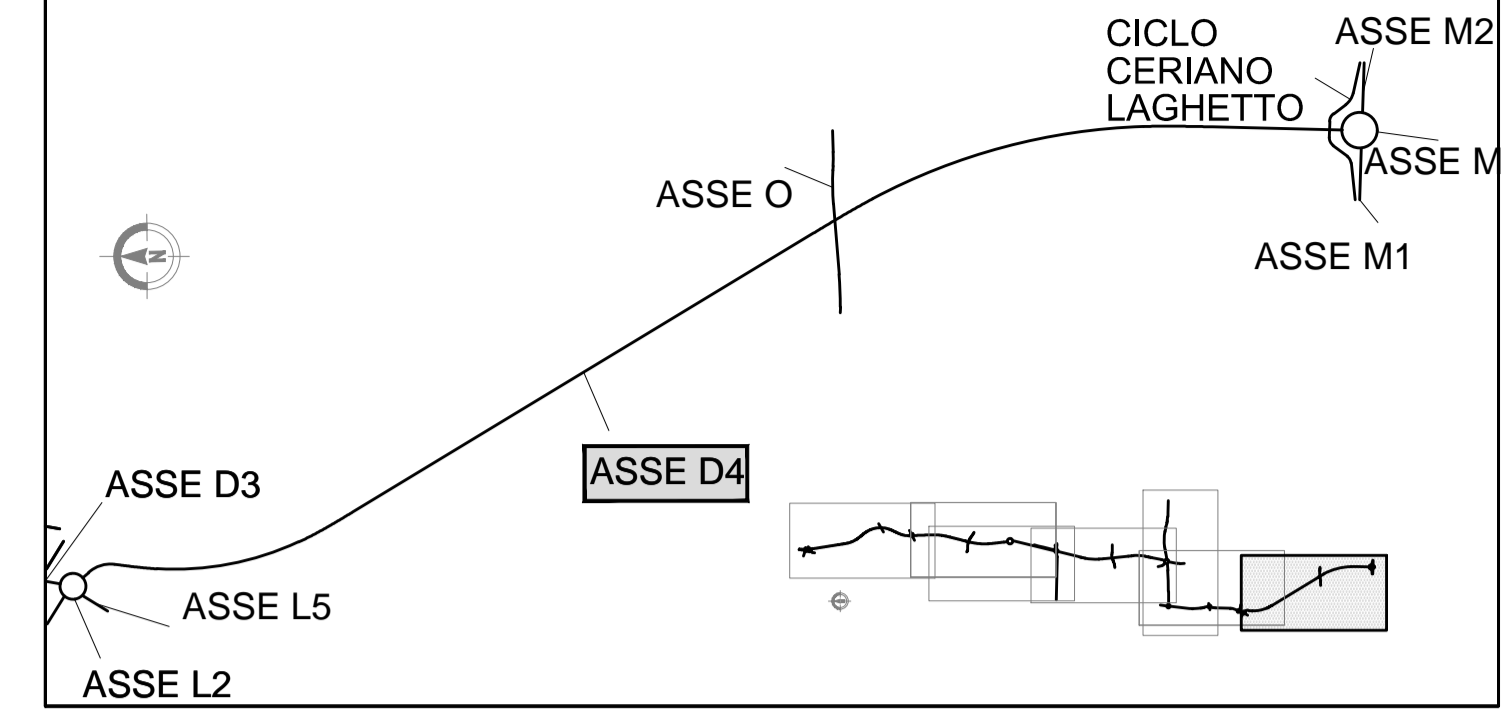 CICLO
CERIANO
LAGHETTO
ASSE M2
ASSE M
ASSE O
ASSE M1
N
ASSE D4
ASSE D3
ASSE L5
ASSE L2